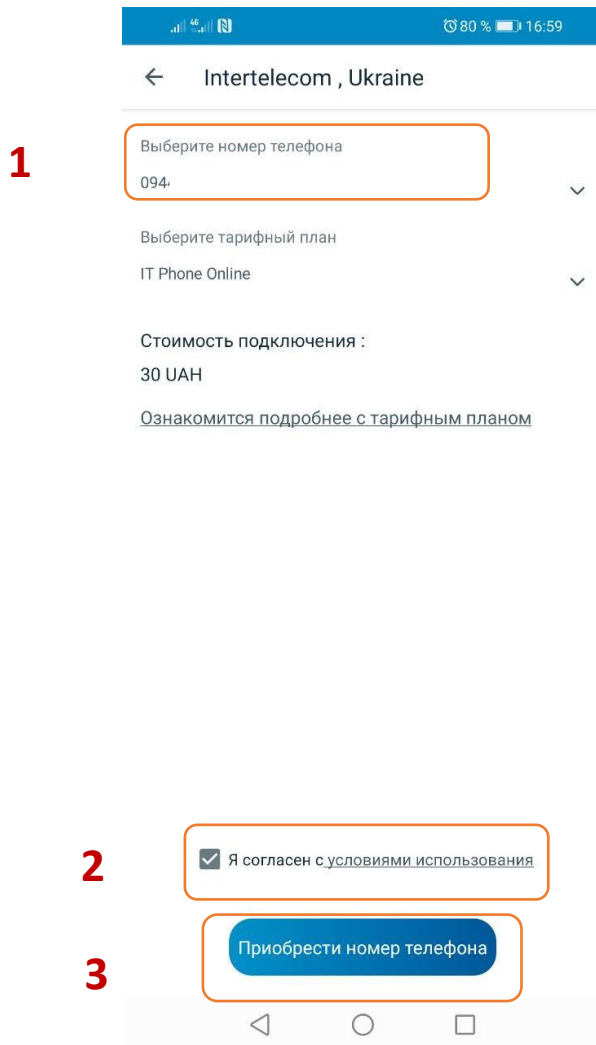 46 80 % 16:59
Intertelecom , Ukraine
1
Выберите номер телефона
094
Выберите тарифный план
IT Phone Online
Стоимость подключения :
30 UAH
Ознакомится подробнее с тарифным планом
2
Я согласен с условиями использования
Приобрести номер телефона
3